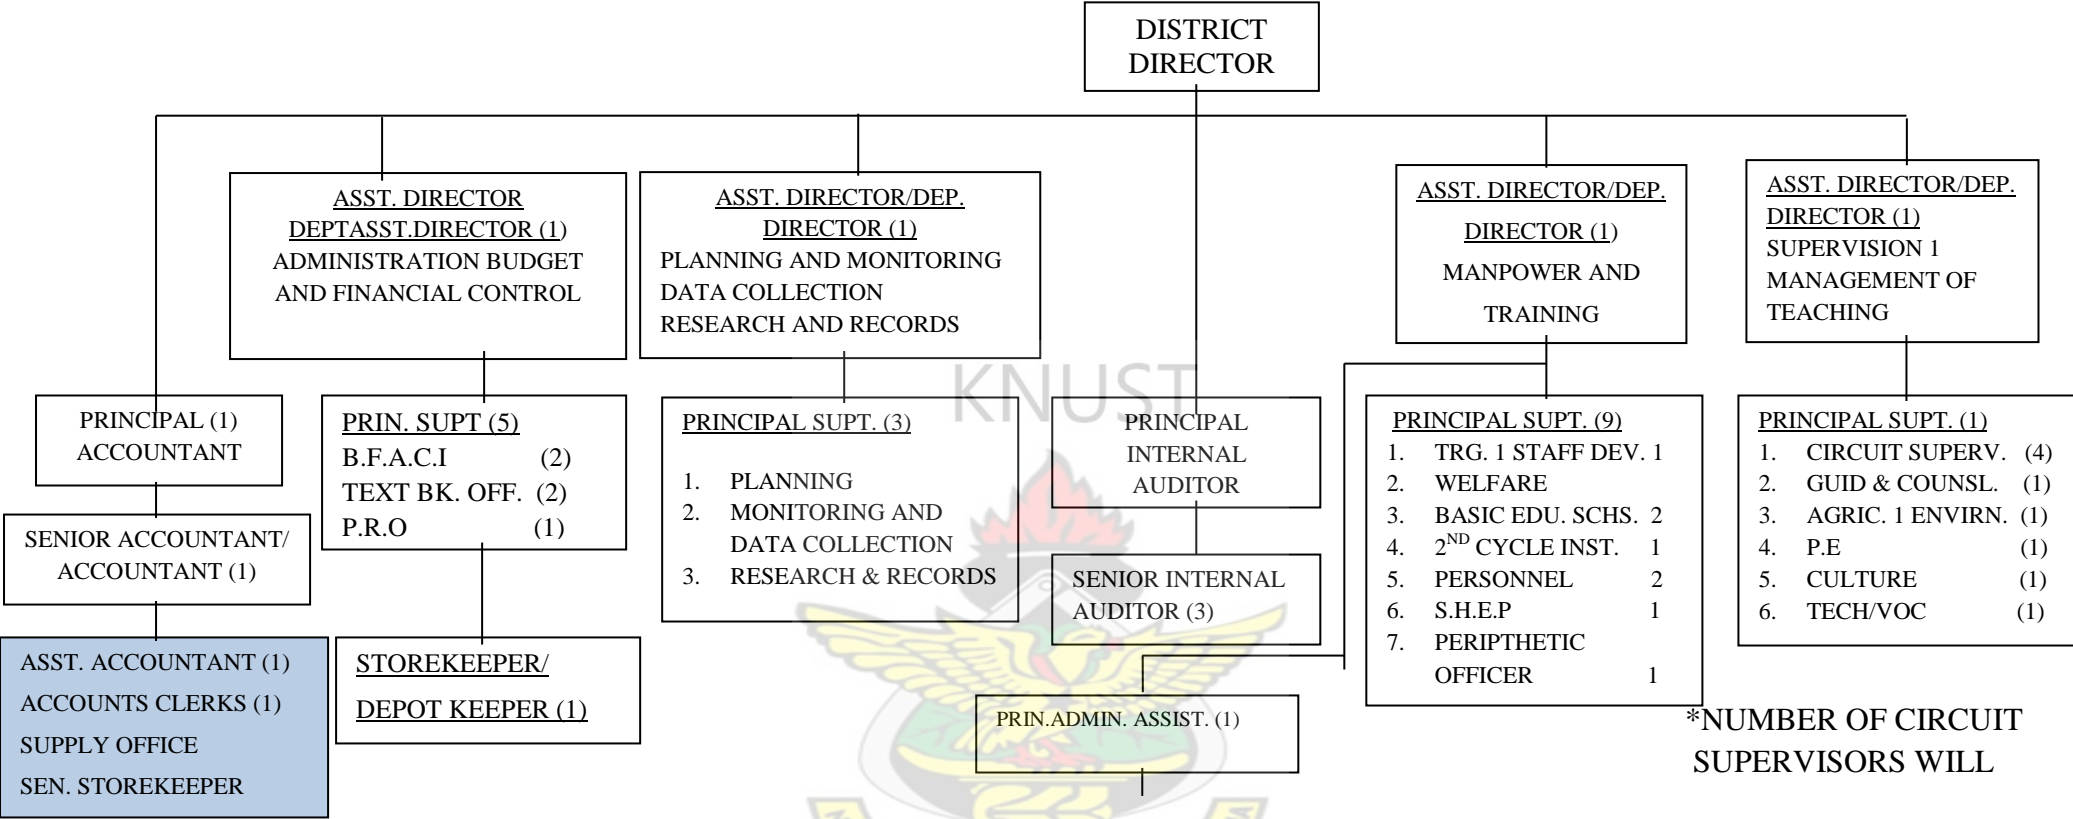 DISTRICT
DIRECTOR
ASST. DIRECTOR
DEPTASST.DIRECTOR (1)
ADMINISTRATION BUDGET
AND FINANCIAL CONTROL
ASST. DIRECTOR/DEP.
DIRECTOR (1)
PLANNING AND MONITORING
DATA COLLECTION
RESEARCH AND RECORDS
ASST. DIRECTOR/DEP.
DIRECTOR (1)
MANPOWER AND
TRAINING
ASST. DIRECTOR/DEP.
DIRECTOR (1)
SUPERVISION 1
MANAGEMENT OF
TEACHING
KNUST
PRINCIPAL (1)
ACCOUNTANT
SENIOR ACCOUNTANT/
ACCOUNTANT (1)
ASST. ACCOUNTANT (1)
ACCOUNTS CLERKS (1)
SUPPLY OFFICE
SEN. STOREKEEPER
PRIN. SUPT (5)
B.F.A.C.I (2)
TEXT BK. OFF. (2)
P.R.O (1)
STOREKEEPER/
DEPOT KEEPER (1)
PRINCIPAL SUPT. (3)
1. PLANNING
2. MONITORING AND
DATA COLLECTION
3. RESEARCH & RECORDS
PRINCIPAL
INTERNAL
AUDITOR
SENIOR INTERNAL
AUDITOR (3)
PRIN.ADMIN. ASSIST. (1)
PRINCIPAL SUPT. (9)
1. TRG. 1 STAFF DEV. 1
2. WELFARE
3. BASIC EDU. SCHS. 2
4. 2ND CYCLE INST. 1
5. PERSONNEL 2
6. S.H.E.P 1
7. PERIPTHETIC
OFFICER 1
PRINCIPAL SUPT. (1)
1. CIRCUIT SUPERV. (4)
2. GUID & COUNSL. (1)
3. AGRIC. 1 ENVIRN. (1)
4. P.E (1)
5. CULTURE (1)
6. TECH/VOC (1)
*NUMBER OF CIRCUIT
SUPERVISORS WILL